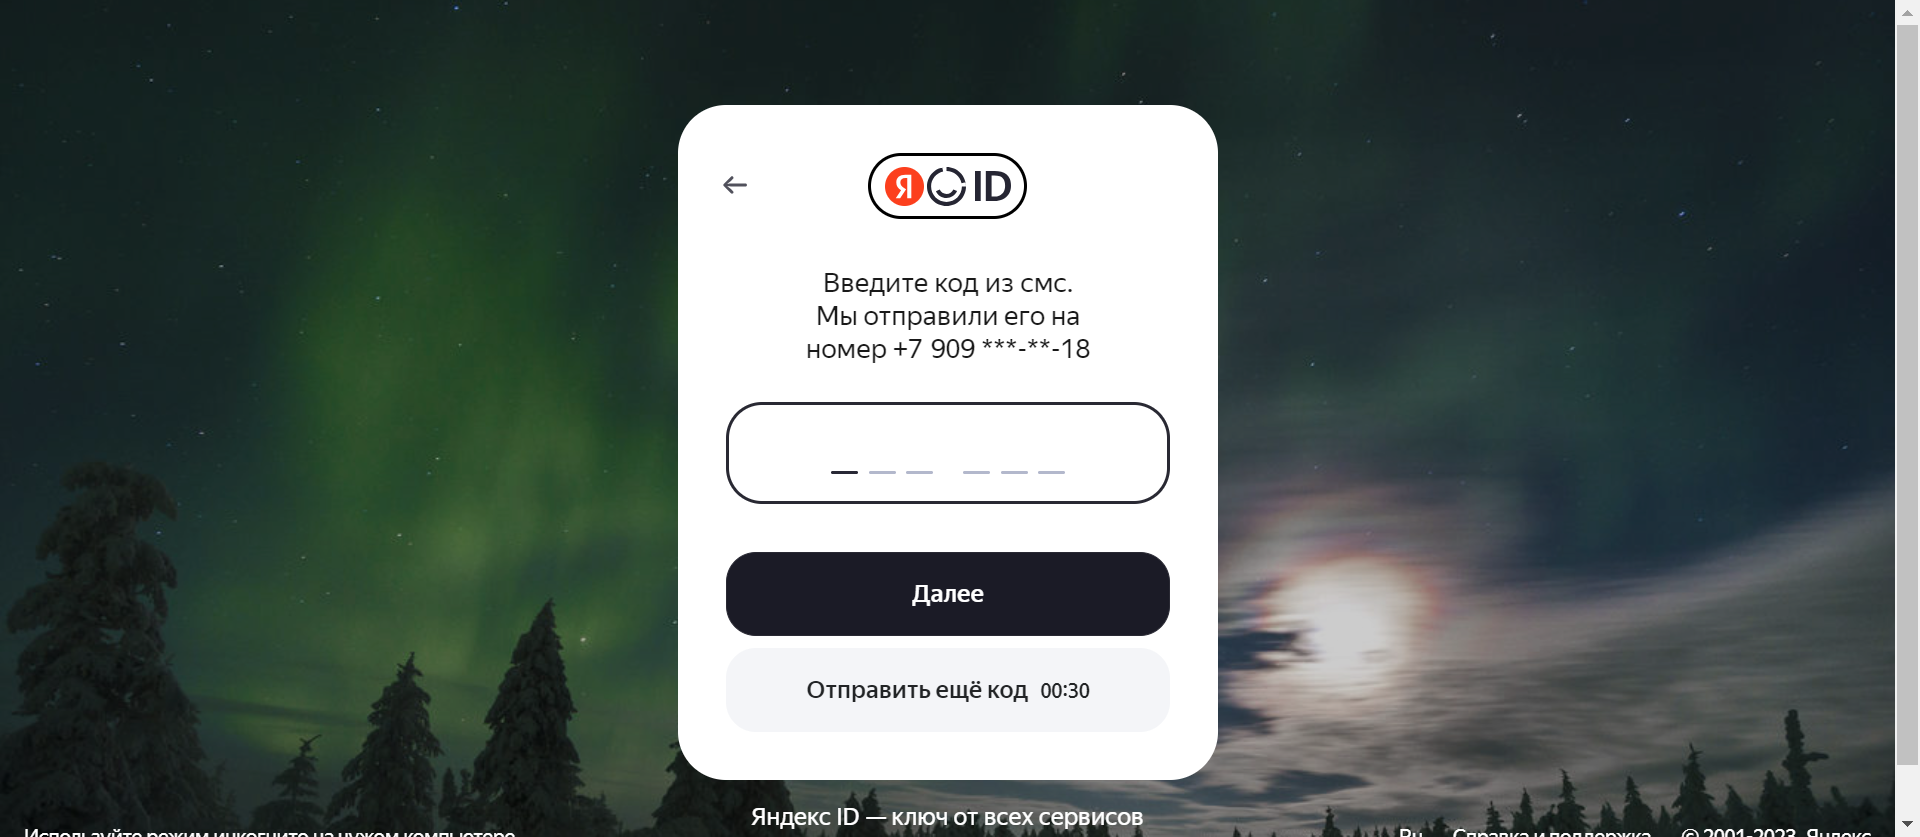 Я ID
Введите код из смс.
Мы отправили его на
номер +7 909 ***-**-18
Далее
Отправить ещё код 00:30
Яндекс ID — ключ от всех сервисов
Используйте режим инкогнито на чужом компьютере
Ru Справка и поддержка © 2001-2023, Яндекс